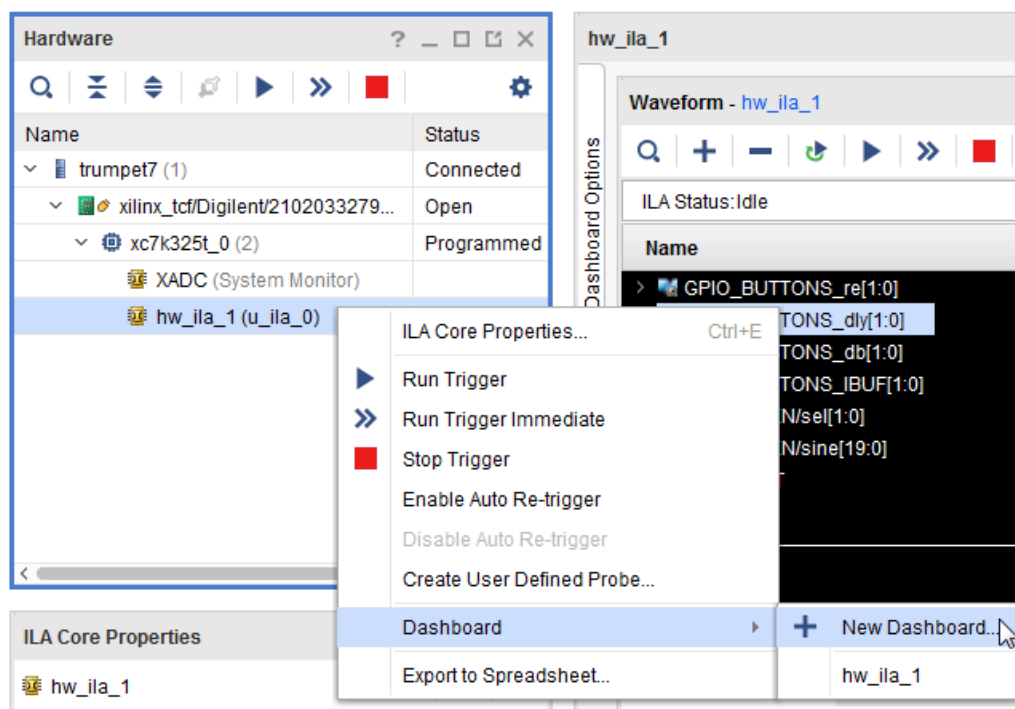 Hardware
Name Status
trumpet7 (1) Connected
xilinx_tcf/Digilent/2102033279... Open
xc7k325t_0 (2) Programmed
XADC (System Monitor)
hw_ila_1 (u_ila_0)
ILA Core Properties... Ctrl+E
Run Trigger
Run Trigger Immediate
Stop Trigger
Enable Auto Re-trigger
Disable Auto Re-trigger
Create User Defined Probe...
Dashboard
Export to Spreadsheet...
New Dashboard...
hw_ila_1
ILA Core Properties
hw_ila_1
hw_ila_1
Dashboard Options
Waveform - hw_ila_1
ILA Status:Idle
Name
GPIO_BUTTONS_re[1:0]
TONS_dly[1:0]
TONS_db[1:0]
TONS_IBUF[1:0]
N/sel[1:0]
N/sine[19:0]